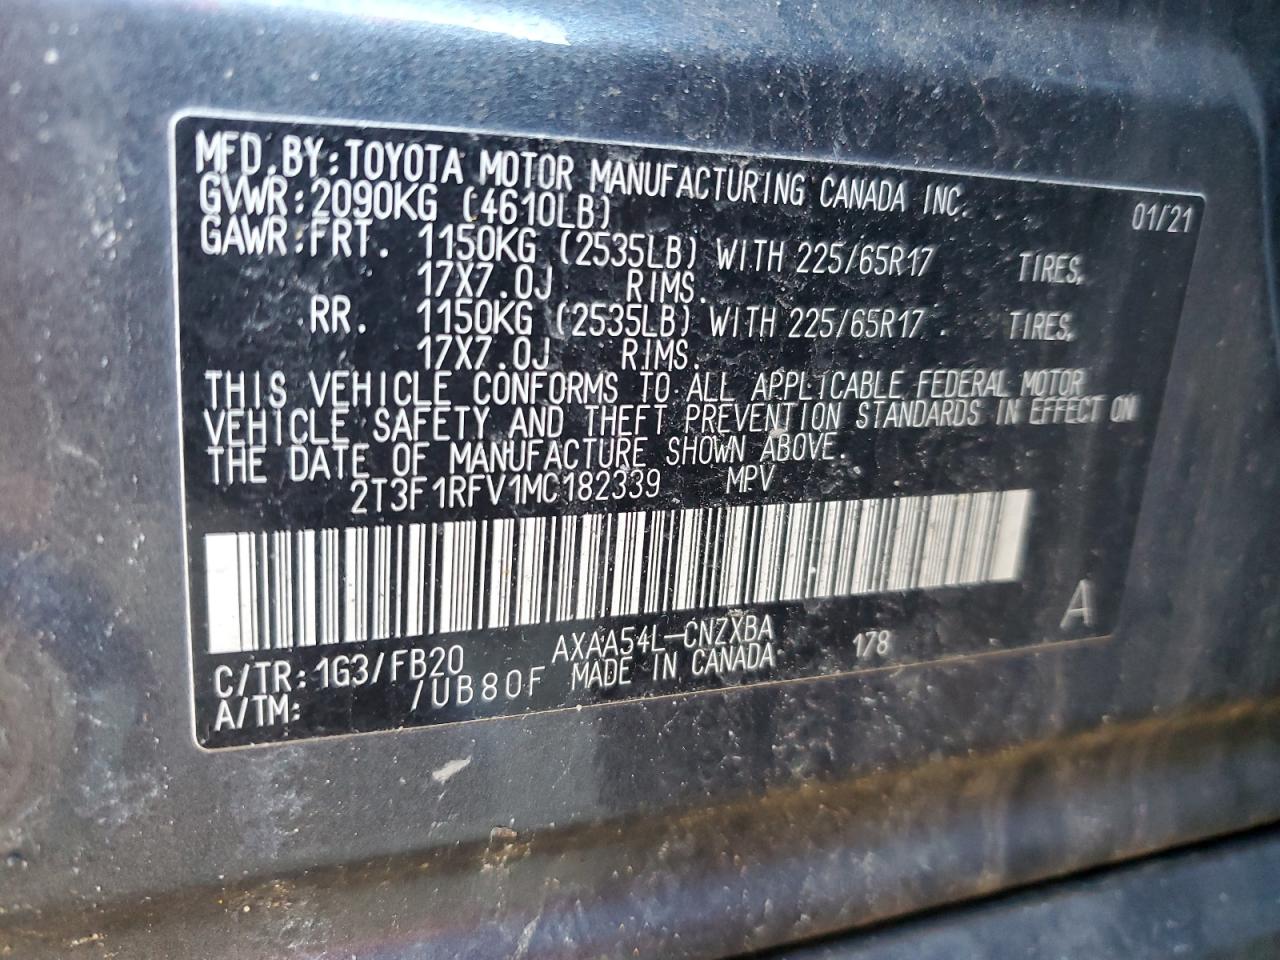 MFD.BY:TOYOTA MOTOR MANUFACTURING CANADA INC. 01/21
GVWR:2090KG (4610LB)
GAWR:FRT. 1150KG (2535LB) WITH 225/65R17 TIRES,
17X7.0J RIMS.
RR. 1150KG (2535LB) WITH 225/65R17 TIRES,
17X7.0J RIMS.
THIS VEHICLE CONFORMS TO ALL APPLICABLE FEDERAL MOTOR
VEHICLE SAFETY AND THEFT PREVENTION STANDARDS IN EFFECT ON
THE DATE OF MANUFACTURE SHOWN ABOVE.
2T3F1RFV1MC182339 MPV
A
AXAA54L-CNZXBA 178
C/TR:1G3/FB20 MADE IN CANADA
A/TM: /UB80F